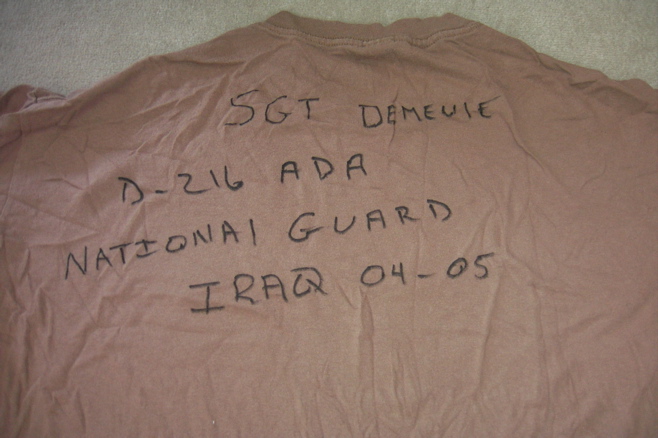 SGT DEMEULE
D-216 ADA
NATIONAL GUARD
IRAQ 04-05